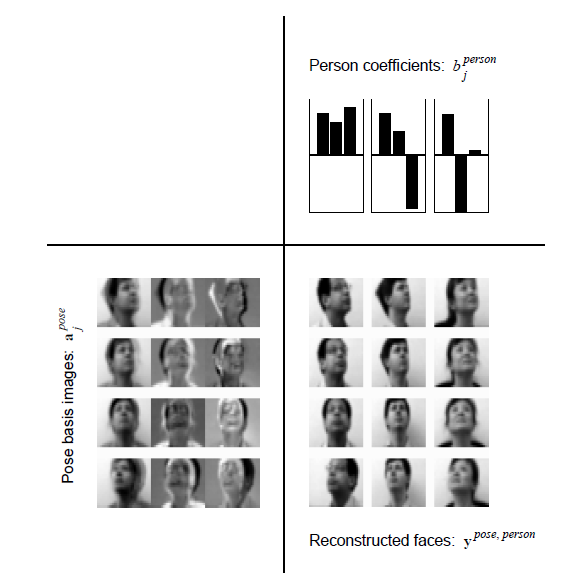 Person coefficients: b_j^{person}
Pose basis images: a_j^{pose}
Reconstructed faces: y^{pose, person}